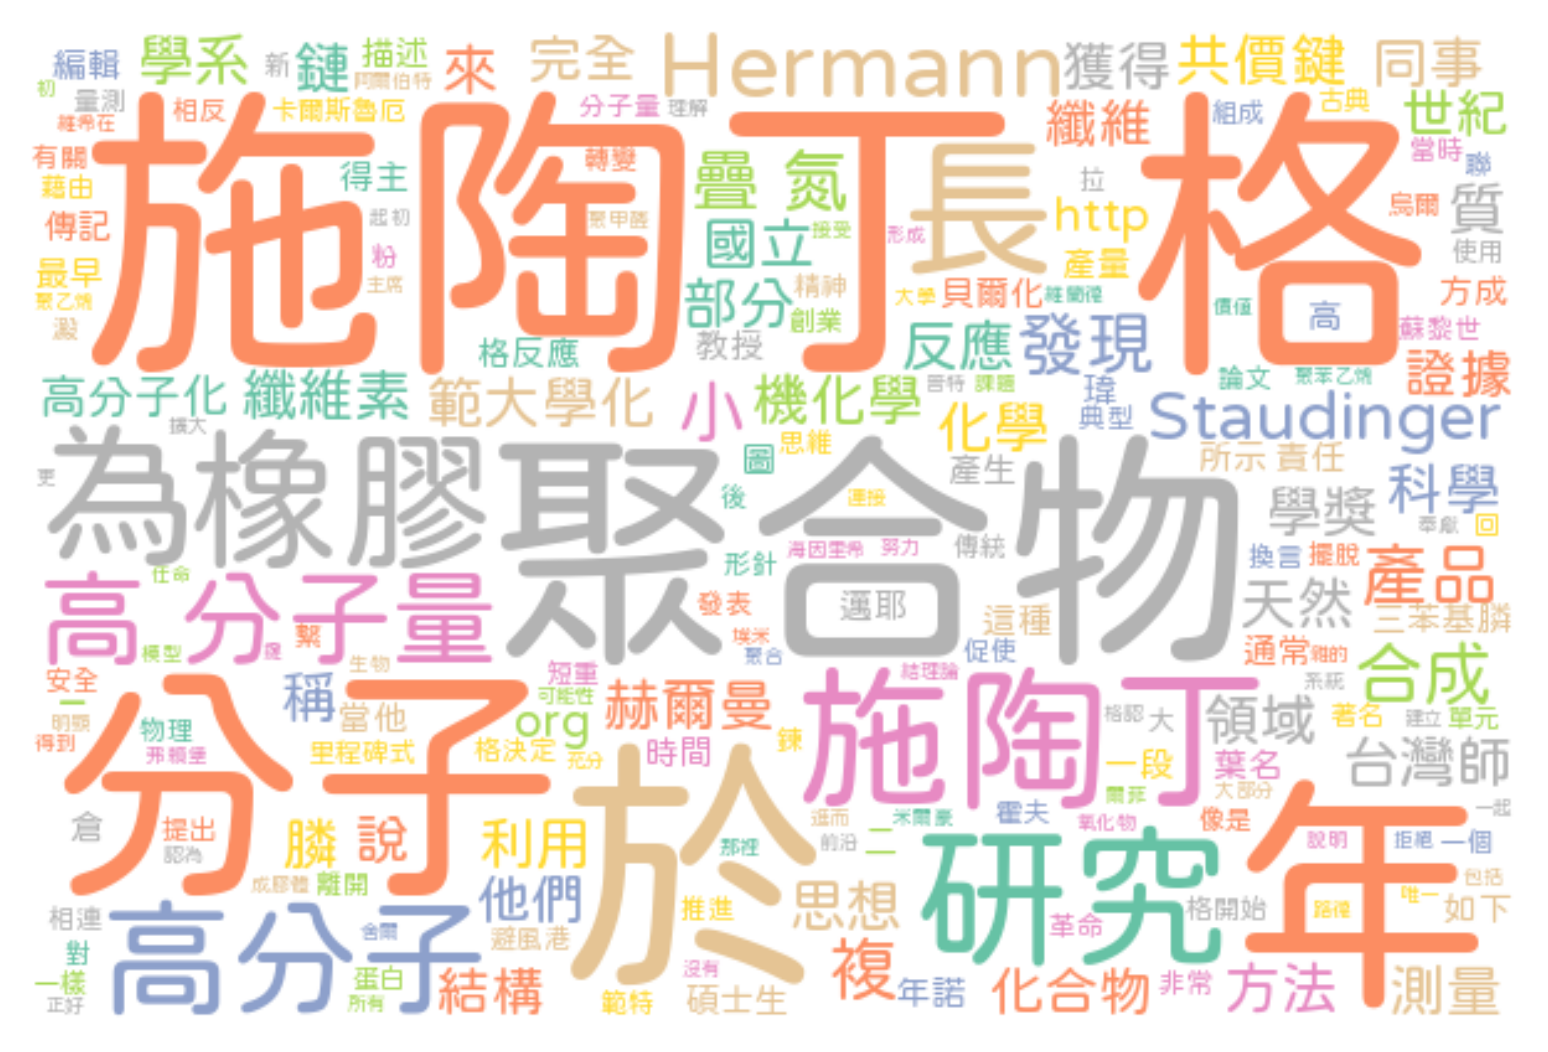 編輯 學系 新 鏈 描述 來 完全 Hermann 獲得 共價鍵 同事
初 量測 阿爾伯特
維希在 相反 卡爾斯魯厄 分子量 理解 纖維 組成 古典 世紀
施陶丁格
有關 得主 轉變 疊 氮 長 拉 當時 聯
藉由 起初 聚甲醛 國立 接受 形成 http 烏爾 質
傳記 粉 使用
最早 主席 部分 精神 大學 貝爾化 維蘭德 產量 價值 高 方成
聚乙烯 創業 蘇黎世
澱 格反應 教授 反應 發現
高分子化 纖維素 範大學化 小 機化學 普特 課題 瑋 論文 聚苯乙烯 證據
擴大 化學 典型 Staudinger
更 為橡膠 聚合物 圖 思維 產生 所示 責任 科學
後 連接 學獎 奉獻 回
任命 形針 海因里希 努力 傳統 換言 擺脫 產品
高 分子量 發表 邁耶 這種 天然 三苯基膦
模型 鍵 繫 生物 埃米 聚合 促使 通常 雜的
安全 短重 結理論 系統 合成
一 分子 稱 當他 可能性 赫爾曼 施陶丁 格認 大 領域 著名 建立 單元
明顯 物理 org
得到 弗賴堡 里程碑式 格決定 充分 時間 鍊 一段 葉名 台灣師
於 爾菲 大部分 年
倉 提出 膦 說 利用 那裡 進而 米爾豪 霍夫 氧化物 像是 一起
認為 前沿 二 研究 說明 拒絕 一個
成膠體 離開 他們 推進 思想 包括
相連 高分子 舍爾 避風港 革命 格開始 路徑 唯一 如下
對 蛋白 結構 沒有 複
一樣 所有 範特 碩士生 年諾 化合物 非常 方法 測量
正好